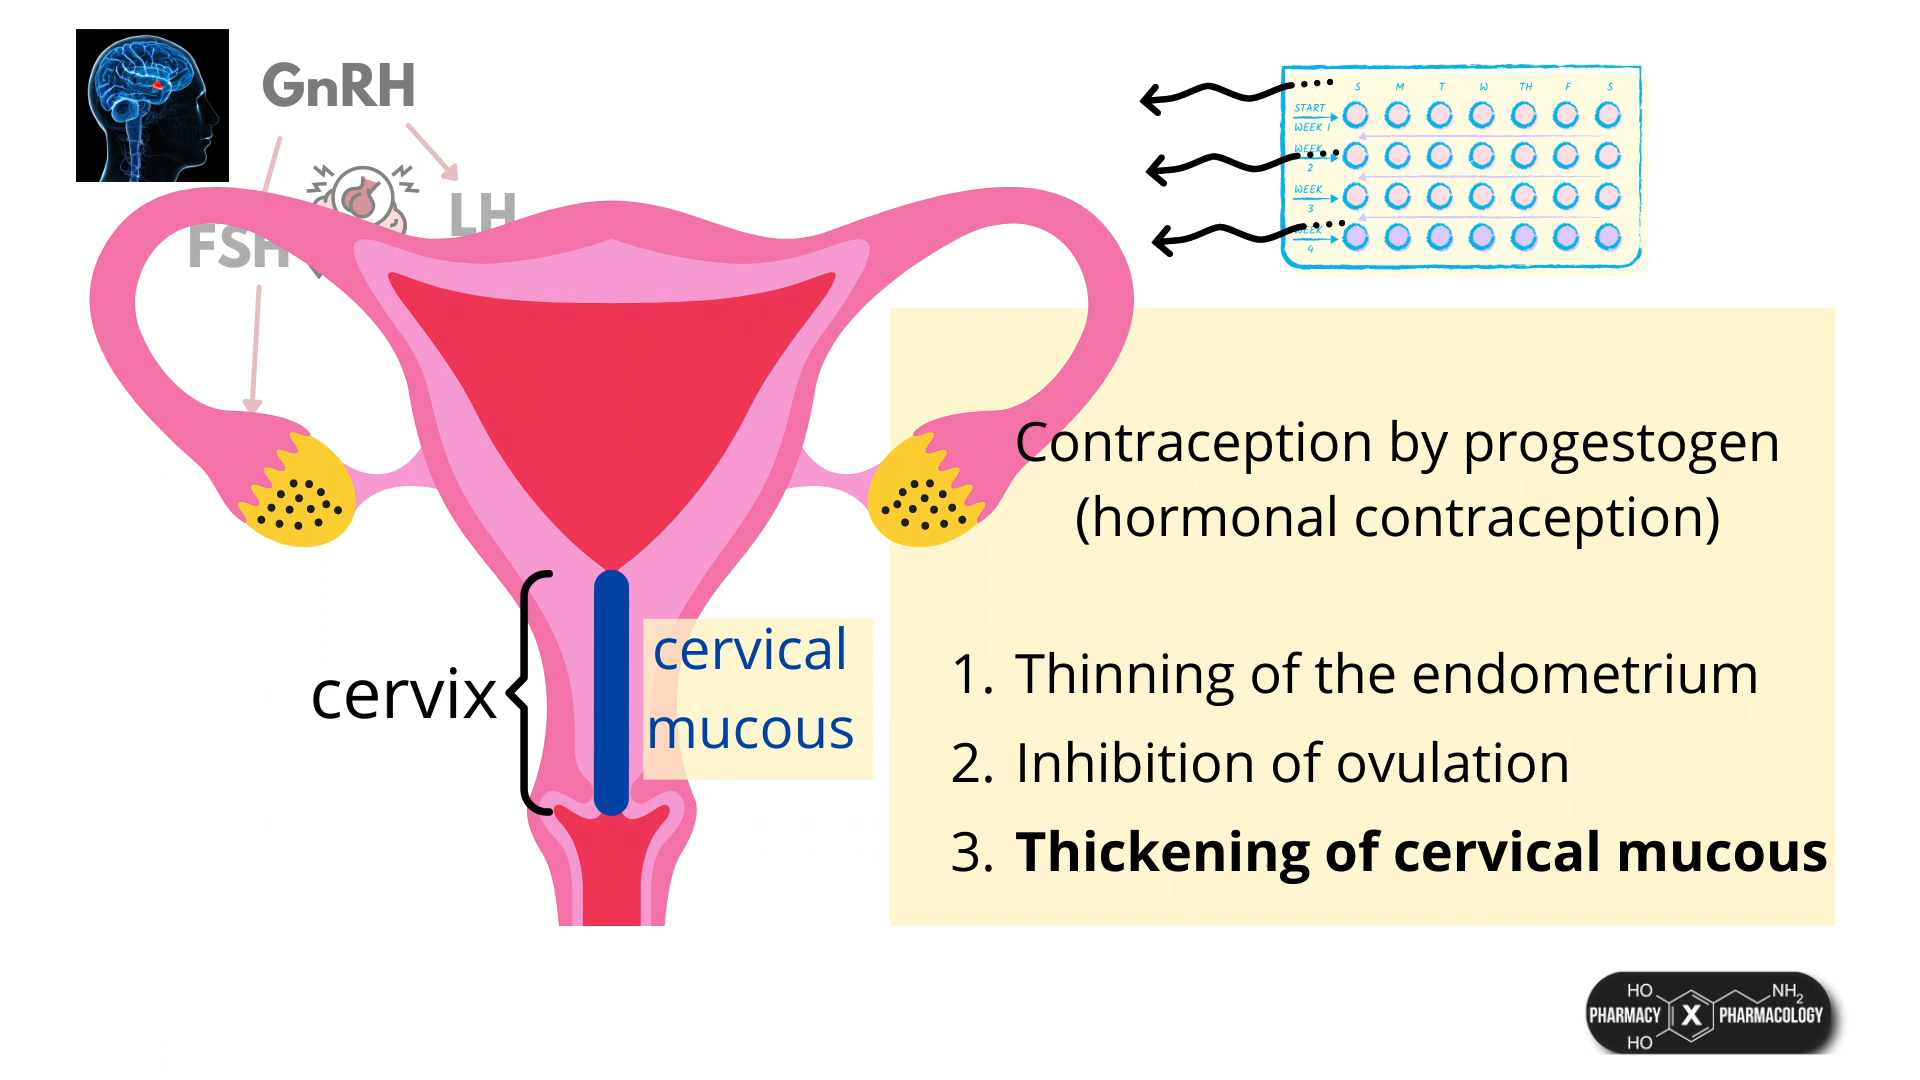 GnRH
LH
FSH
S M T W TH F S
START
WEEK 1
WEEK
2
WEEK
3
WEEK
4
Contraception by progestogen
(hormonal contraception)
1. Thinning of the endometrium
2. Inhibition of ovulation
3. Thickening of cervical mucous
cervix
cervical
mucous
HO NH2
PHARMACY X PHARMACOLOGY
HO